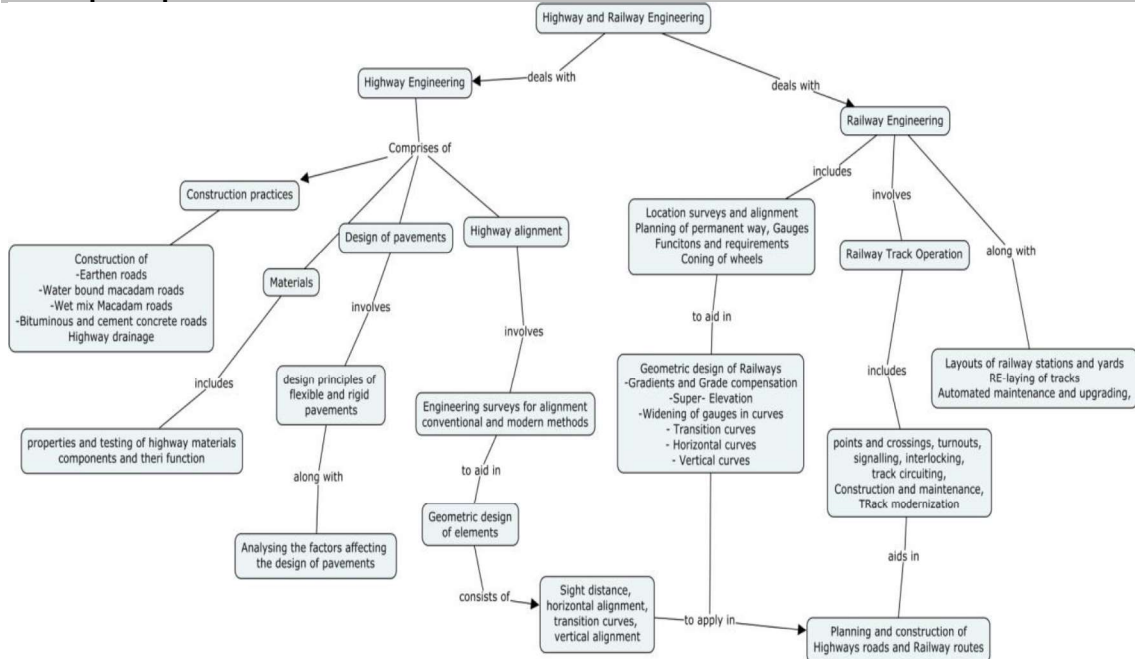 Highway and Railway Engineering
deals with
deals with
Highway Engineering
Railway Engineering
Comprises of
includes
involves
along with
Construction practices
Design of pavements
Highway alignment
Materials
Location surveys and alignment
Planning of permanent way, Gauges
Funcitons and requirements
Coning of wheels
Railway Track Operation
Construction of
-Earthen roads
-Water bound macadam roads
-Wet mix Macadam roads
-Bituminous and cement concrete roads
Highway drainage
involves
involves
to aid in
includes
includes
design principles of
flexible and rigid
pavements
Engineering surveys for alignment
conventional and modern methods
Geometric design of Railways
-Gradients and Grade compensation
-Super- Elevation
-Widening of gauges in curves
- Transition curves
- Horizontal curves
- Vertical curves
Layouts of railway stations and yards
RE-laying of tracks
Automated maintenance and upgrading,
properties and testing of highway materials
components and theri function
along with
to aid in
points and crossings, turnouts,
signalling, interlocking,
track circuiting,
Construction and maintenance,
TRack modernization
Analysing the factors affecting
the design of pavements
Geometric design
of elements
aids in
consists of
Sight distance,
horizontal alignment,
transition curves,
vertical alignment
to apply in
Planning and construction of
Highways roads and Railway routes